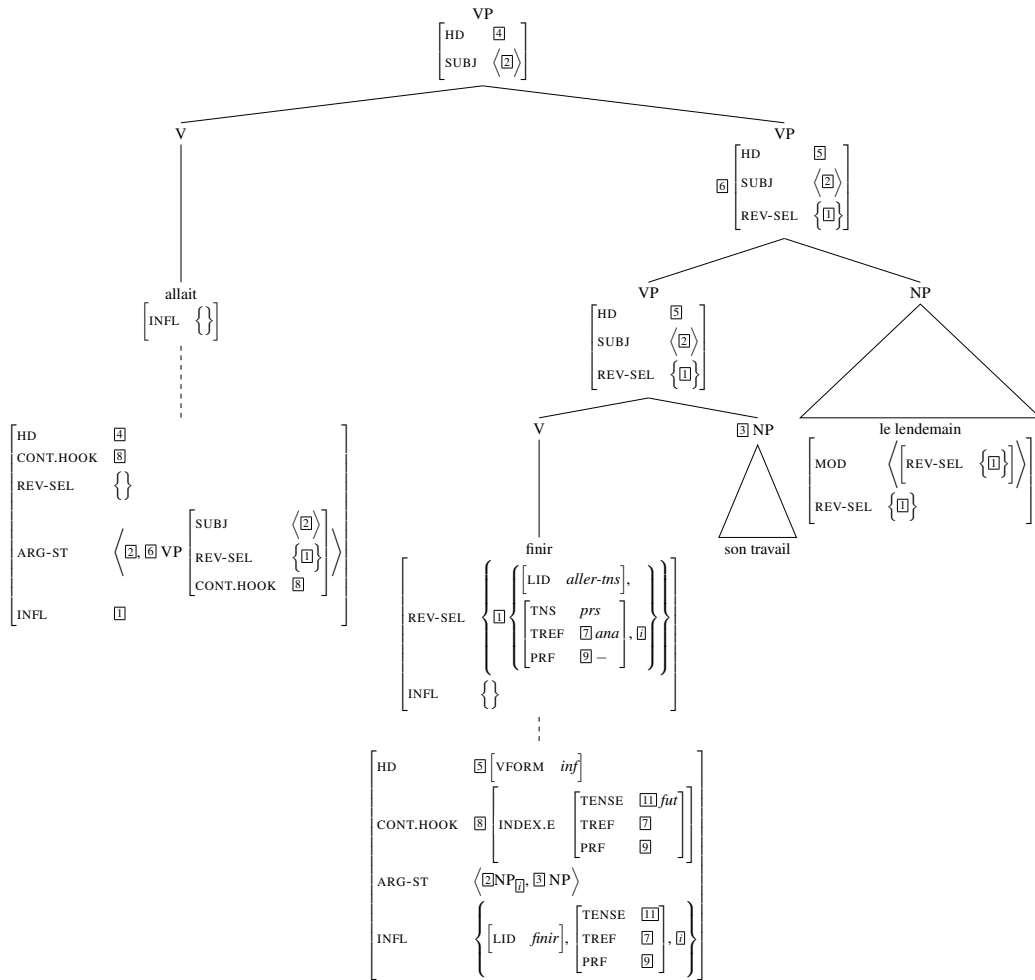 VP
HD 4
SUBJ ⟨2⟩
V VP
HD 5
6 SUBJ ⟨2⟩
REV-SEL {1}
allait VP NP
INFL {}
HD 5
SUBJ ⟨2⟩
REV-SEL {1}
V 3 NP le lendemain
HD 4
CONT.HOOK 8
REV-SEL {}
ARG-ST ⟨2, 6 VP [SUBJ ⟨2⟩
REV-SEL {1}
CONT.HOOK 8]⟩
INFL 1
MOD ⟨[REV-SEL {1}]⟩
REV-SEL {1}
finir son travail
REV-SEL {1 {[LID aller-tns],
[TNS prs
TREF 7 ana
PRF 9 −], i}}
INFL {}
HD 5 [VFORM inf]
CONT.HOOK 8 [INDEX.E [TENSE 11 fut
TREF 7
PRF 9]]
ARG-ST ⟨2NPi, 3 NP⟩
INFL {[LID finir], [TENSE 11
TREF 7
PRF 9], i}